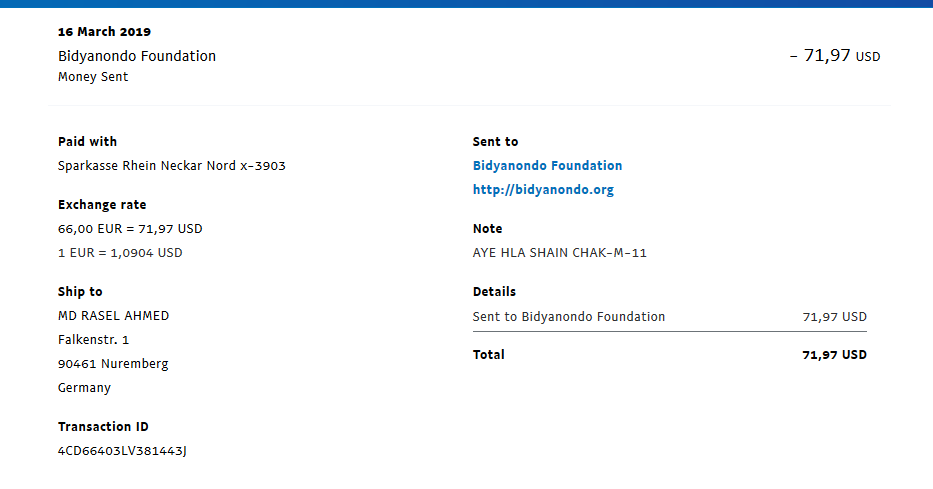 16 March 2019
Bidyanondo Foundation
- 71,97 USD
Money Sent
Paid with
Sparkasse Rhein Neckar Nord x-3903
Exchange rate
66,00 EUR = 71,97 USD
1 EUR = 1,0904 USD
Ship to
MD RASEL AHMED
Falkenstr. 1
90461 Nuremberg
Germany
Transaction ID
4CD66403LV381443J
Sent to
Bidyanondo Foundation
http://bidyanondo.org
Note
AYE HLA SHAIN CHAK-M-11
Details
Sent to Bidyanondo Foundation 71,97 USD
Total 71,97 USD